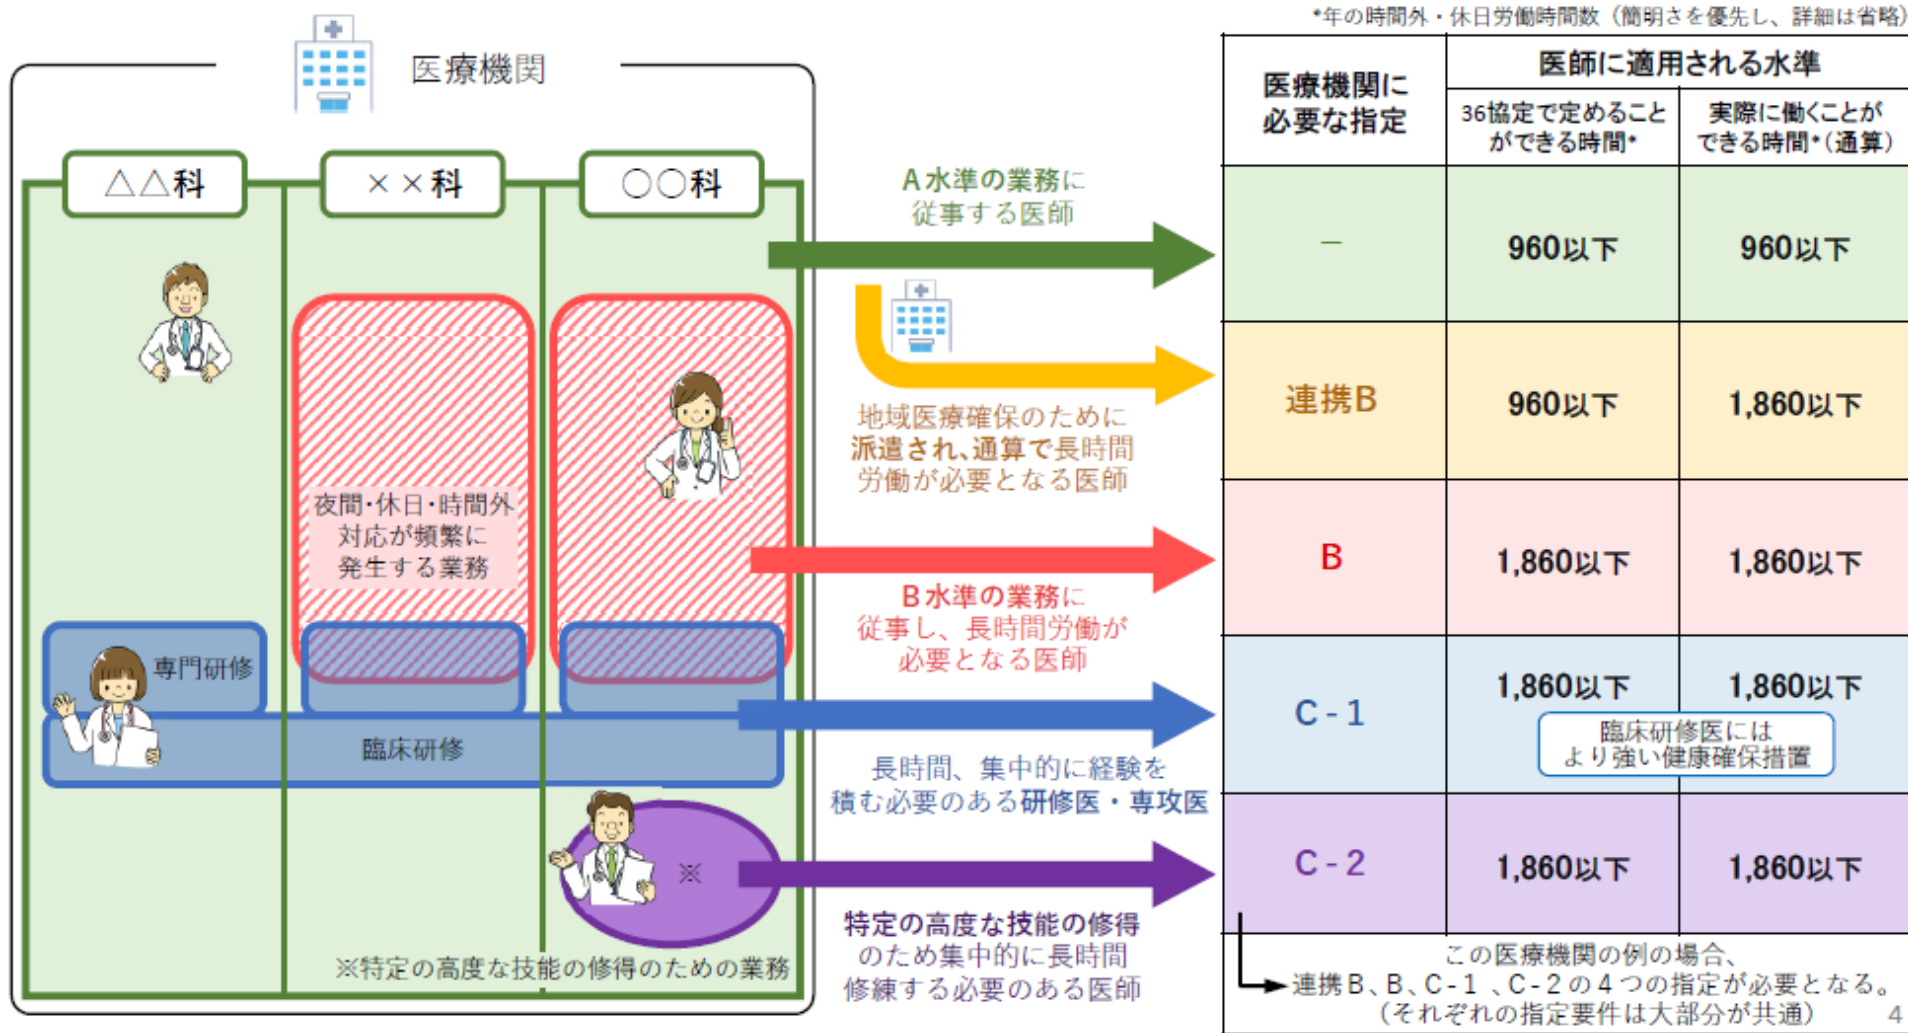 *年の時間外・休日労働時間数（簡明さを優先し、詳細は省略）
医療機関
△△科
××科
○○科
夜間・休日・時間外
対応が頻繁に
発生する業務
専門研修
臨床研修
※
※特定の高度な技能の修得のための業務
A水準の業務に
従事する医師
地域医療確保のために
派遣され、通算で長時間
労働が必要となる医師
B水準の業務に
従事し、長時間労働が
必要となる医師
長時間、集中的に経験を
積む必要のある研修医・専攻医
特定の高度な技能の修得
のため集中的に長時間
修練する必要のある医師
医療機関に
必要な指定
医師に適用される水準
36協定で定めること
ができる時間*
実際に働くことが
できる時間*（通算）
－ 960以下 960以下
連携B 960以下 1,860以下
B 1,860以下 1,860以下
C-1 1,860以下 1,860以下
臨床研修医には
より強い健康確保措置
C-2 1,860以下 1,860以下
この医療機関の例の場合、
連携B、B、C-1、C-2の4つの指定が必要となる。
（それぞれの指定要件は大部分が共通）
4